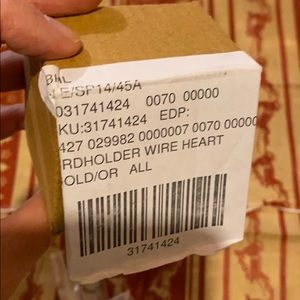 BHL
LE/SP14/45A
031741424 0070 00000
KU:31741424 EDP:
427 029982 0000007 0070 00000
RDHOLDER WIRE HEART
OLD/OR ALL
31741424